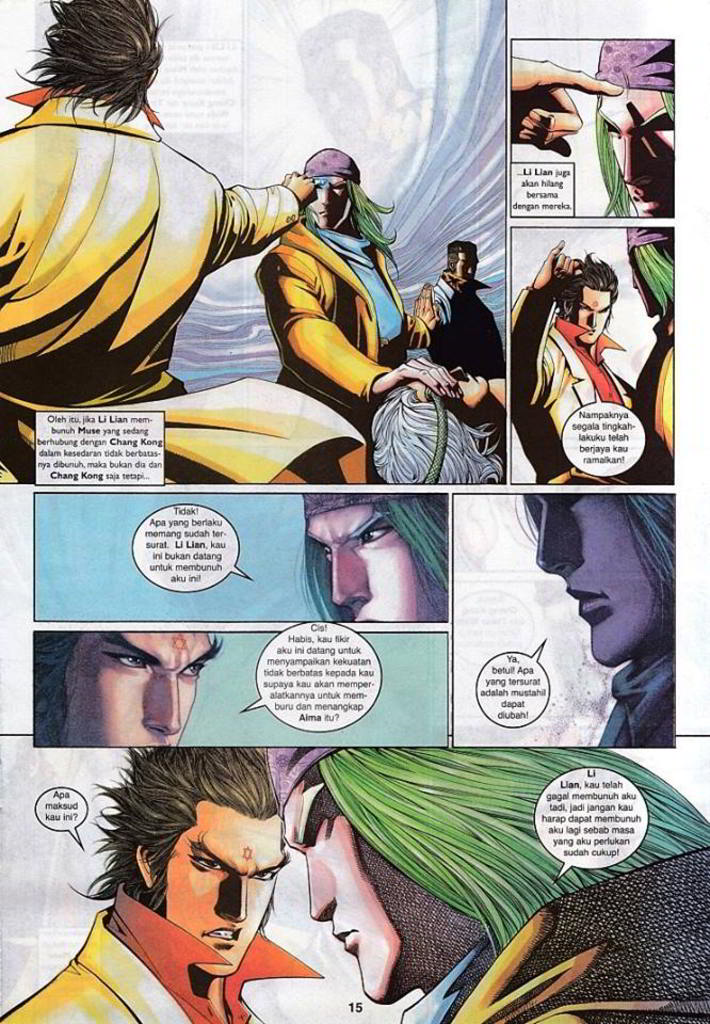 Oleh itu, jika Li Lian mem-
bunuh Muse yang sedang
berhubung dengan Chang Kong
dalam kesedaran tidak terbatas-
nya dibunuh, maka bukan dia dan
Chang Kong saja tetapi...
...Li Lian juga
akan hilang
bersama
dengan mereka.
Nampaknya
segala tingkah-
lakuku telah
berjaya kau
ramalkan!
Tidak!
Apa yang berlaku
memang sudah ter-
surat. Li Lian, kau
ini bukan datang
untuk membunuh
aku ini!
Cis!
Habis, kau fikir
aku ini datang untuk
menyampaikan kekuatan
tidak berbatas kepada kau
supaya kau akan memper-
alatkannya untuk mem-
buru dan menangkap
Aima itu?
Ya,
betul! Apa
yang tersurat
adalah mustahil
dapat
diubah!
Apa
maksud
kau ini?
Li
Lian, kau telah
gagal membunuh aku
tadi, jadi jangan kau
harap dapat membunuh
aku lagi sebab masa
yang aku perlukan
sudah cukup!
15